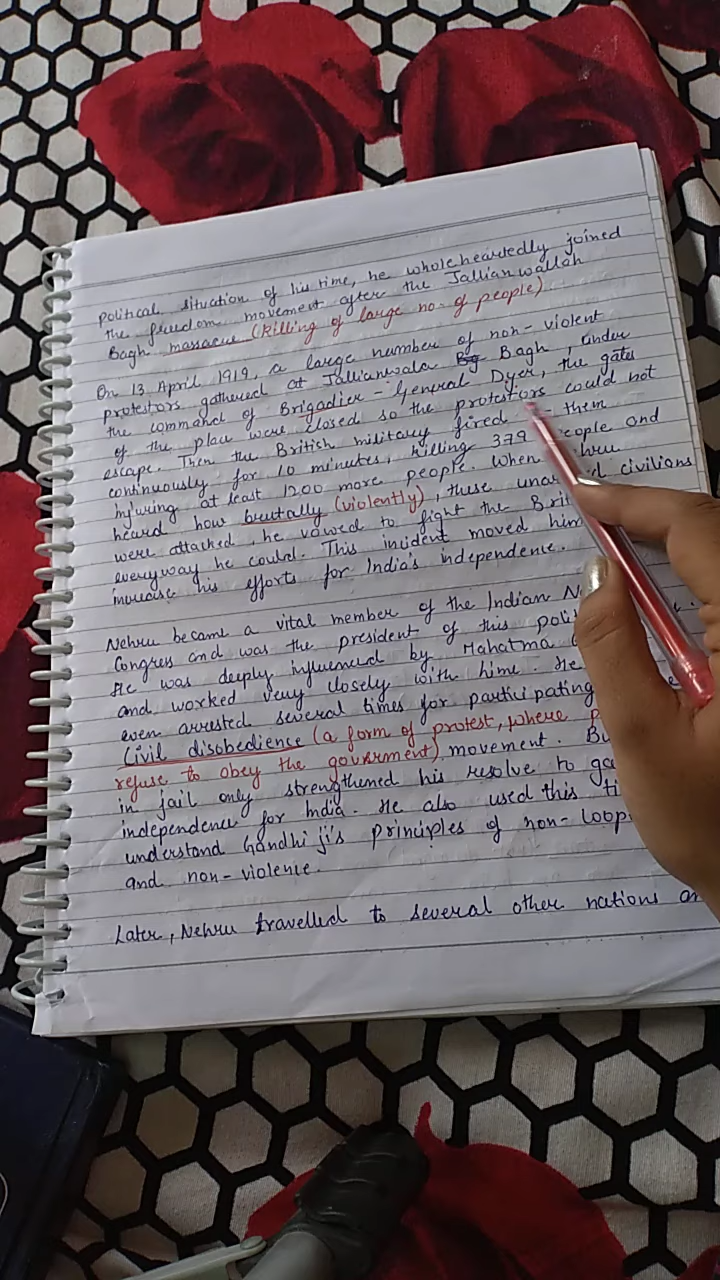 political situation of his time, he wholeheartedly joined
the freedom movement after the Jallianwallah
Bagh massacre (killing of large no. of people)
On 13 April 1919, a large number of non-violent
protestors gathered at Jallianwala Bagh, under
the command of Brigadier - General Dyer, the gates
of the place were closed so the protestors could not
escape. Then the British military fired them
continuously for 10 minutes, killing 379 people and
injuring at least 1200 more people. When
heard how brutally (violently), these civilions
were attacked, he vowed to fight the
everyway he could. This incident moved him
increase his efforts for India's independence.
Nehru became a vital member of the Indian
Congress and was the president of this
He was deeply influenced by Mahatma
and worked very closely with hime. He
even arrested several times for participating
Civil disobedience (a form of protest, where
refuse to obey the government) movement.
in jail only strengthened his resolve to
independence for India. He also used this
understand Gandhiji's principles of non-
and non-violence.
Later, Nehru travelled to several other nations